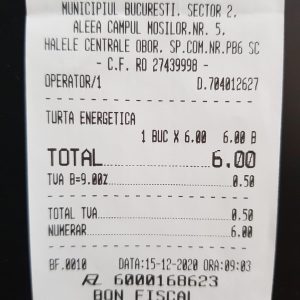 MUNICIPIUL BUCURESTI, SECTOR 2,
ALEEA CAMPUL MOSILOR,NR. 5,
HALELE CENTRALE OBOR, SP.COM.NR.PB6 SC
- C.F. RO 27439998 -
OPERATOR/1 D.704012627
TURTA ENERGETICA
1 BUC X 6.00 6.00 B
TOTAL 6.00
TVA B=9.00% 0.50
TOTAL TVA 0.50
NUMERAR 6.00
BF.0010 DATA:15-12-2020 ORA:09:03
6000168623
BON FISCAL